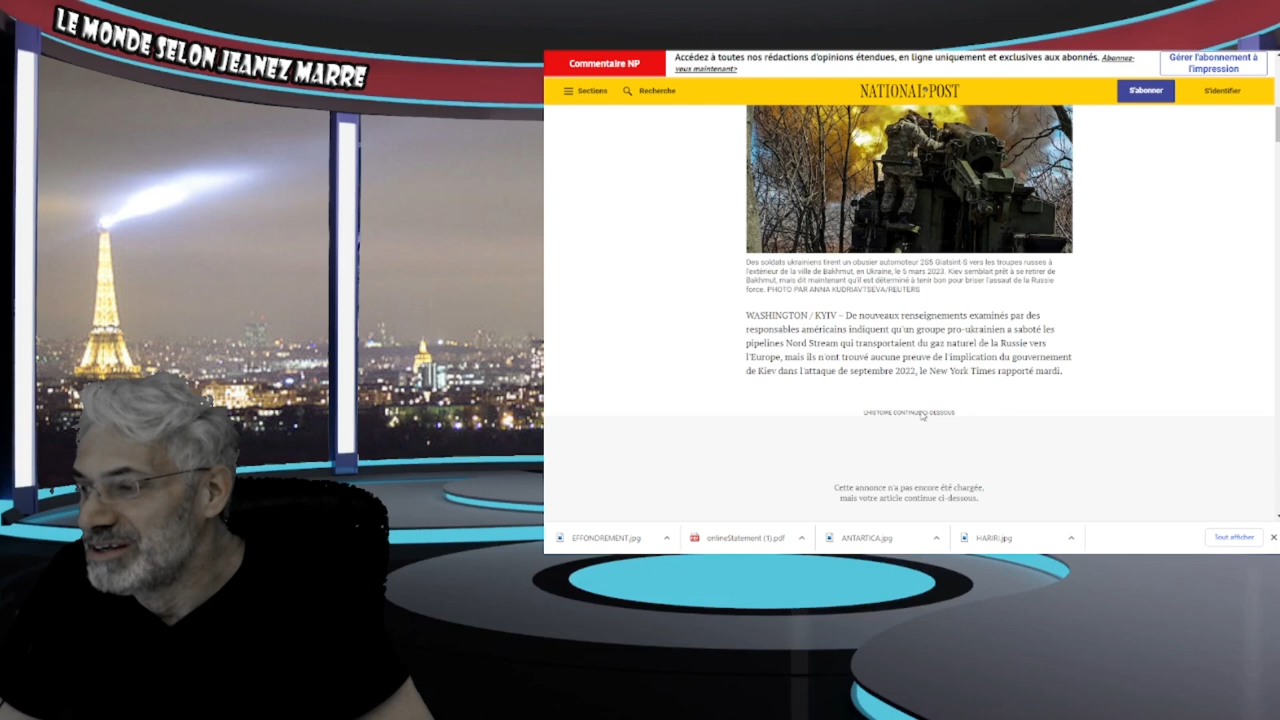 LE MONDE SELON JEANEZ MARRE
Commentaire NP
Accédez à toutes nos rédactions d'opinions étendues, en ligne uniquement et exclusives aux abonnés. Abonnez-
vous maintenant>
Gérer l'abonnement à
l'impression
Sections
Recherche
NATIONAL POST
S'abonner
S'identifier
Des soldats ukrainiens tirent un obusier automoteur 2S5 Giatsint-S vers les troupes russes à
l'extérieur de la ville de Bakhmut, en Ukraine, le 5 mars 2023. Kiev semblait prêt à se retirer de
Bakhmut, mais dit maintenant qu'il est déterminé à tenir bon pour briser l'assaut de la Russie
force. PHOTO PAR ANNA KUDRIAVTSEVA/REUTERS
WASHINGTON / KYIV – De nouveaux renseignements examinés par des
responsables américains indiquent qu'un groupe pro-ukrainien a saboté les
pipelines Nord Stream qui transportaient du gaz naturel de la Russie vers
l'Europe, mais ils n'ont trouvé aucune preuve de l'implication du gouvernement
de Kiev dans l'attaque de septembre 2022, le New York Times rapporté mardi.
L'HISTOIRE CONTINUE CI-DESSOUS
Cette annonce n'a pas encore été chargée,
mais votre article continue ci-dessous.
EFFONDREMENT.jpg
onlineStatement (1).pdf
ANTARTICA.jpg
HARIRI.jpg
Tout afficher